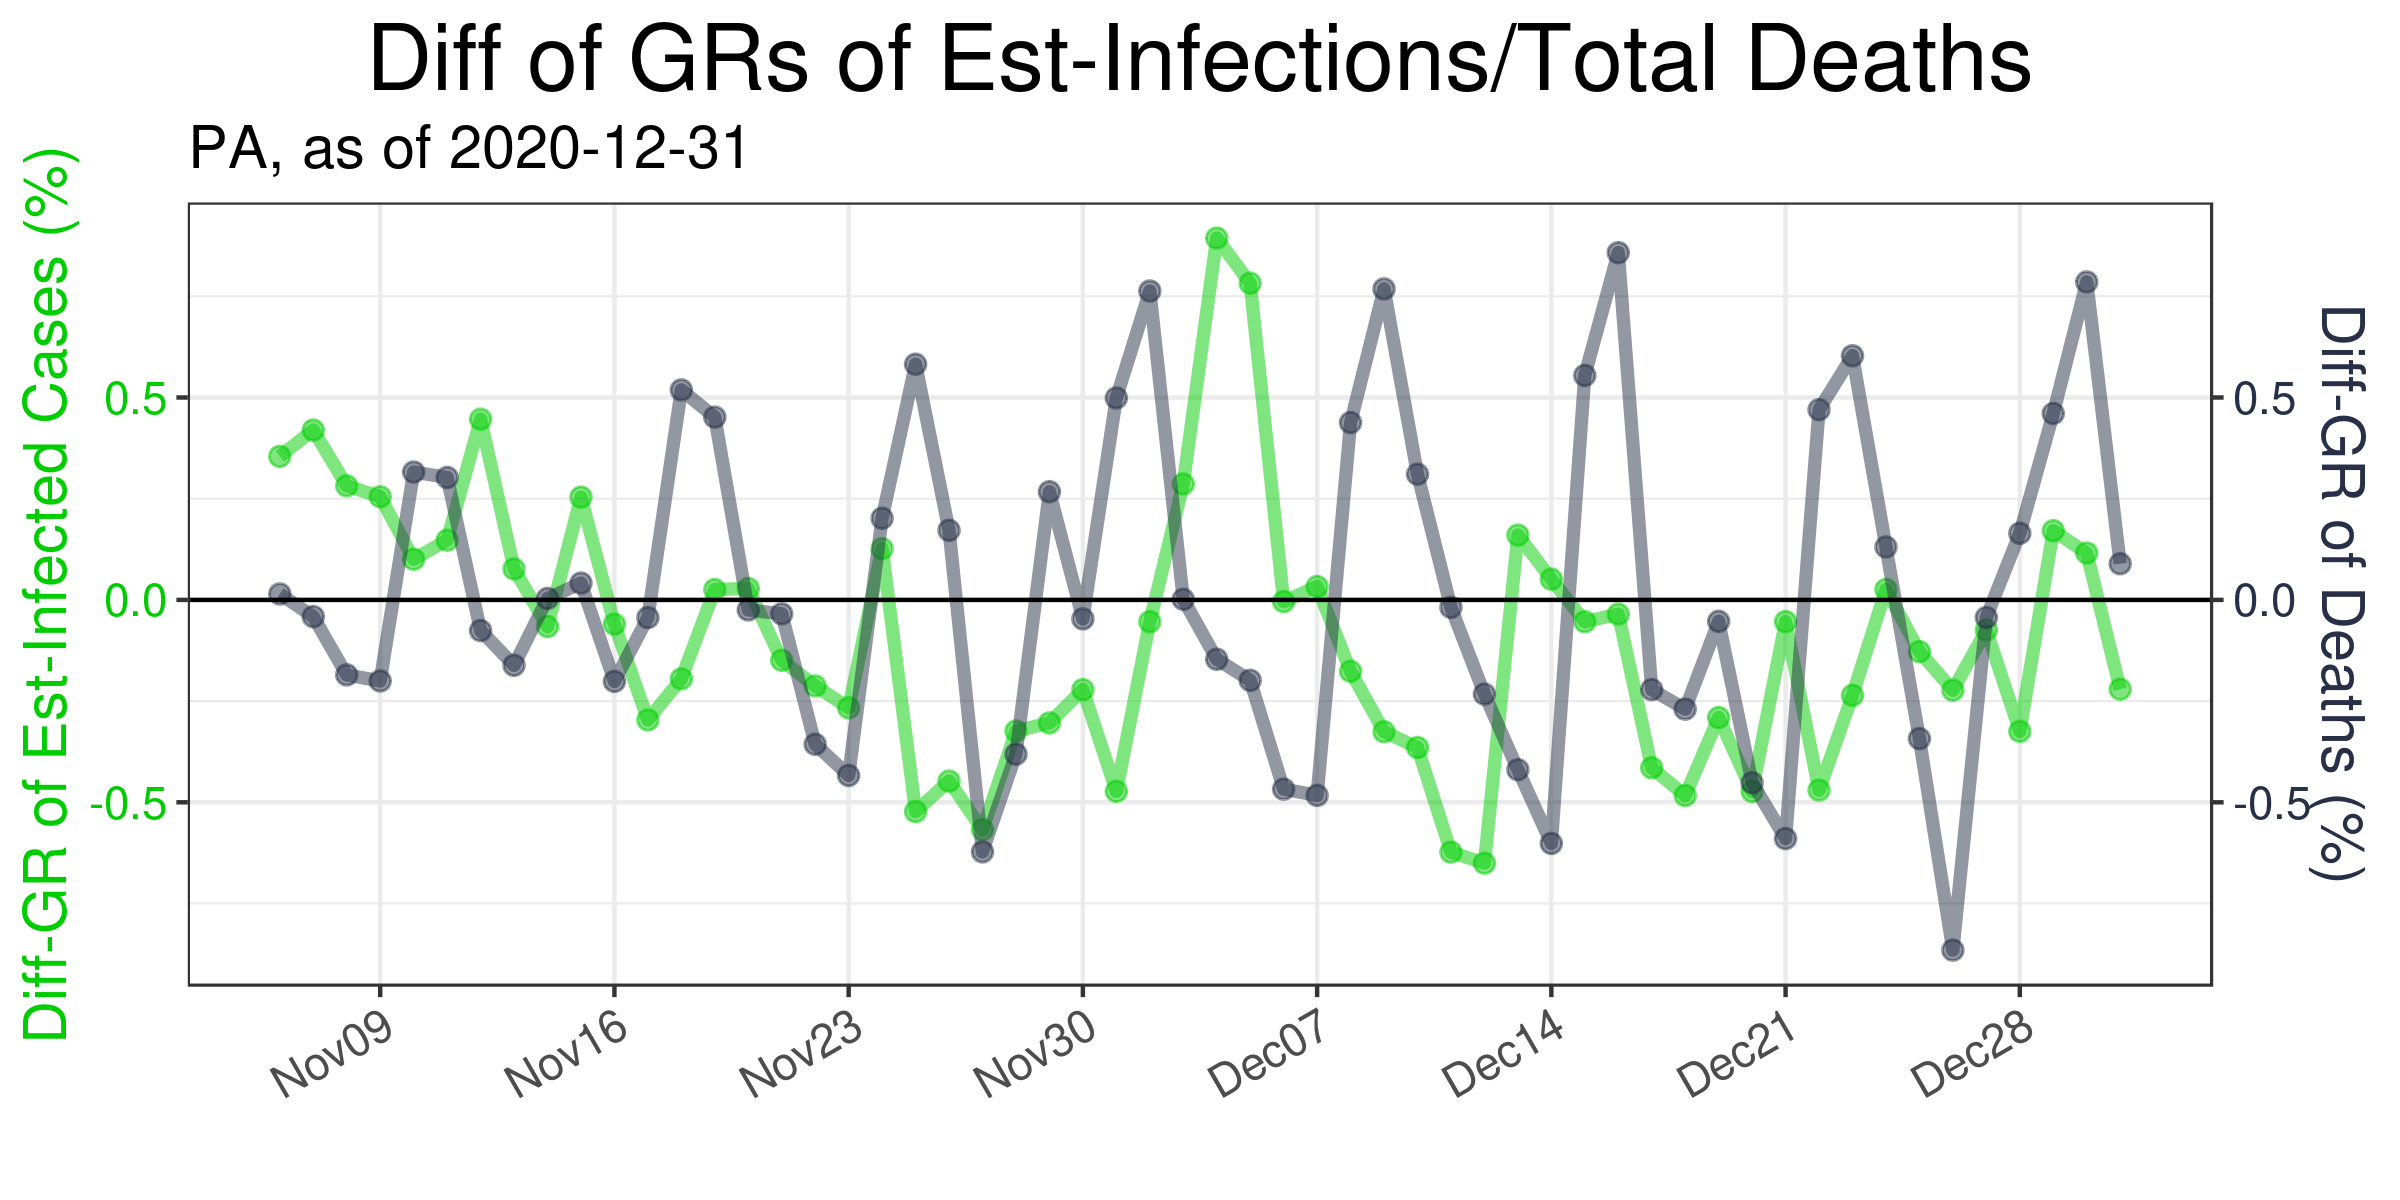 Diff of GRs of Est-Infections/Total Deaths
PA, as of 2020-12-31
Diff-GR of Est-Infected Cases (%)
0.5
0.0
-0.5
0.5
0.0
-0.5
Diff-GR of Deaths (%)
Nov09
Nov16
Nov23
Nov30
Dec07
Dec14
Dec21
Dec28